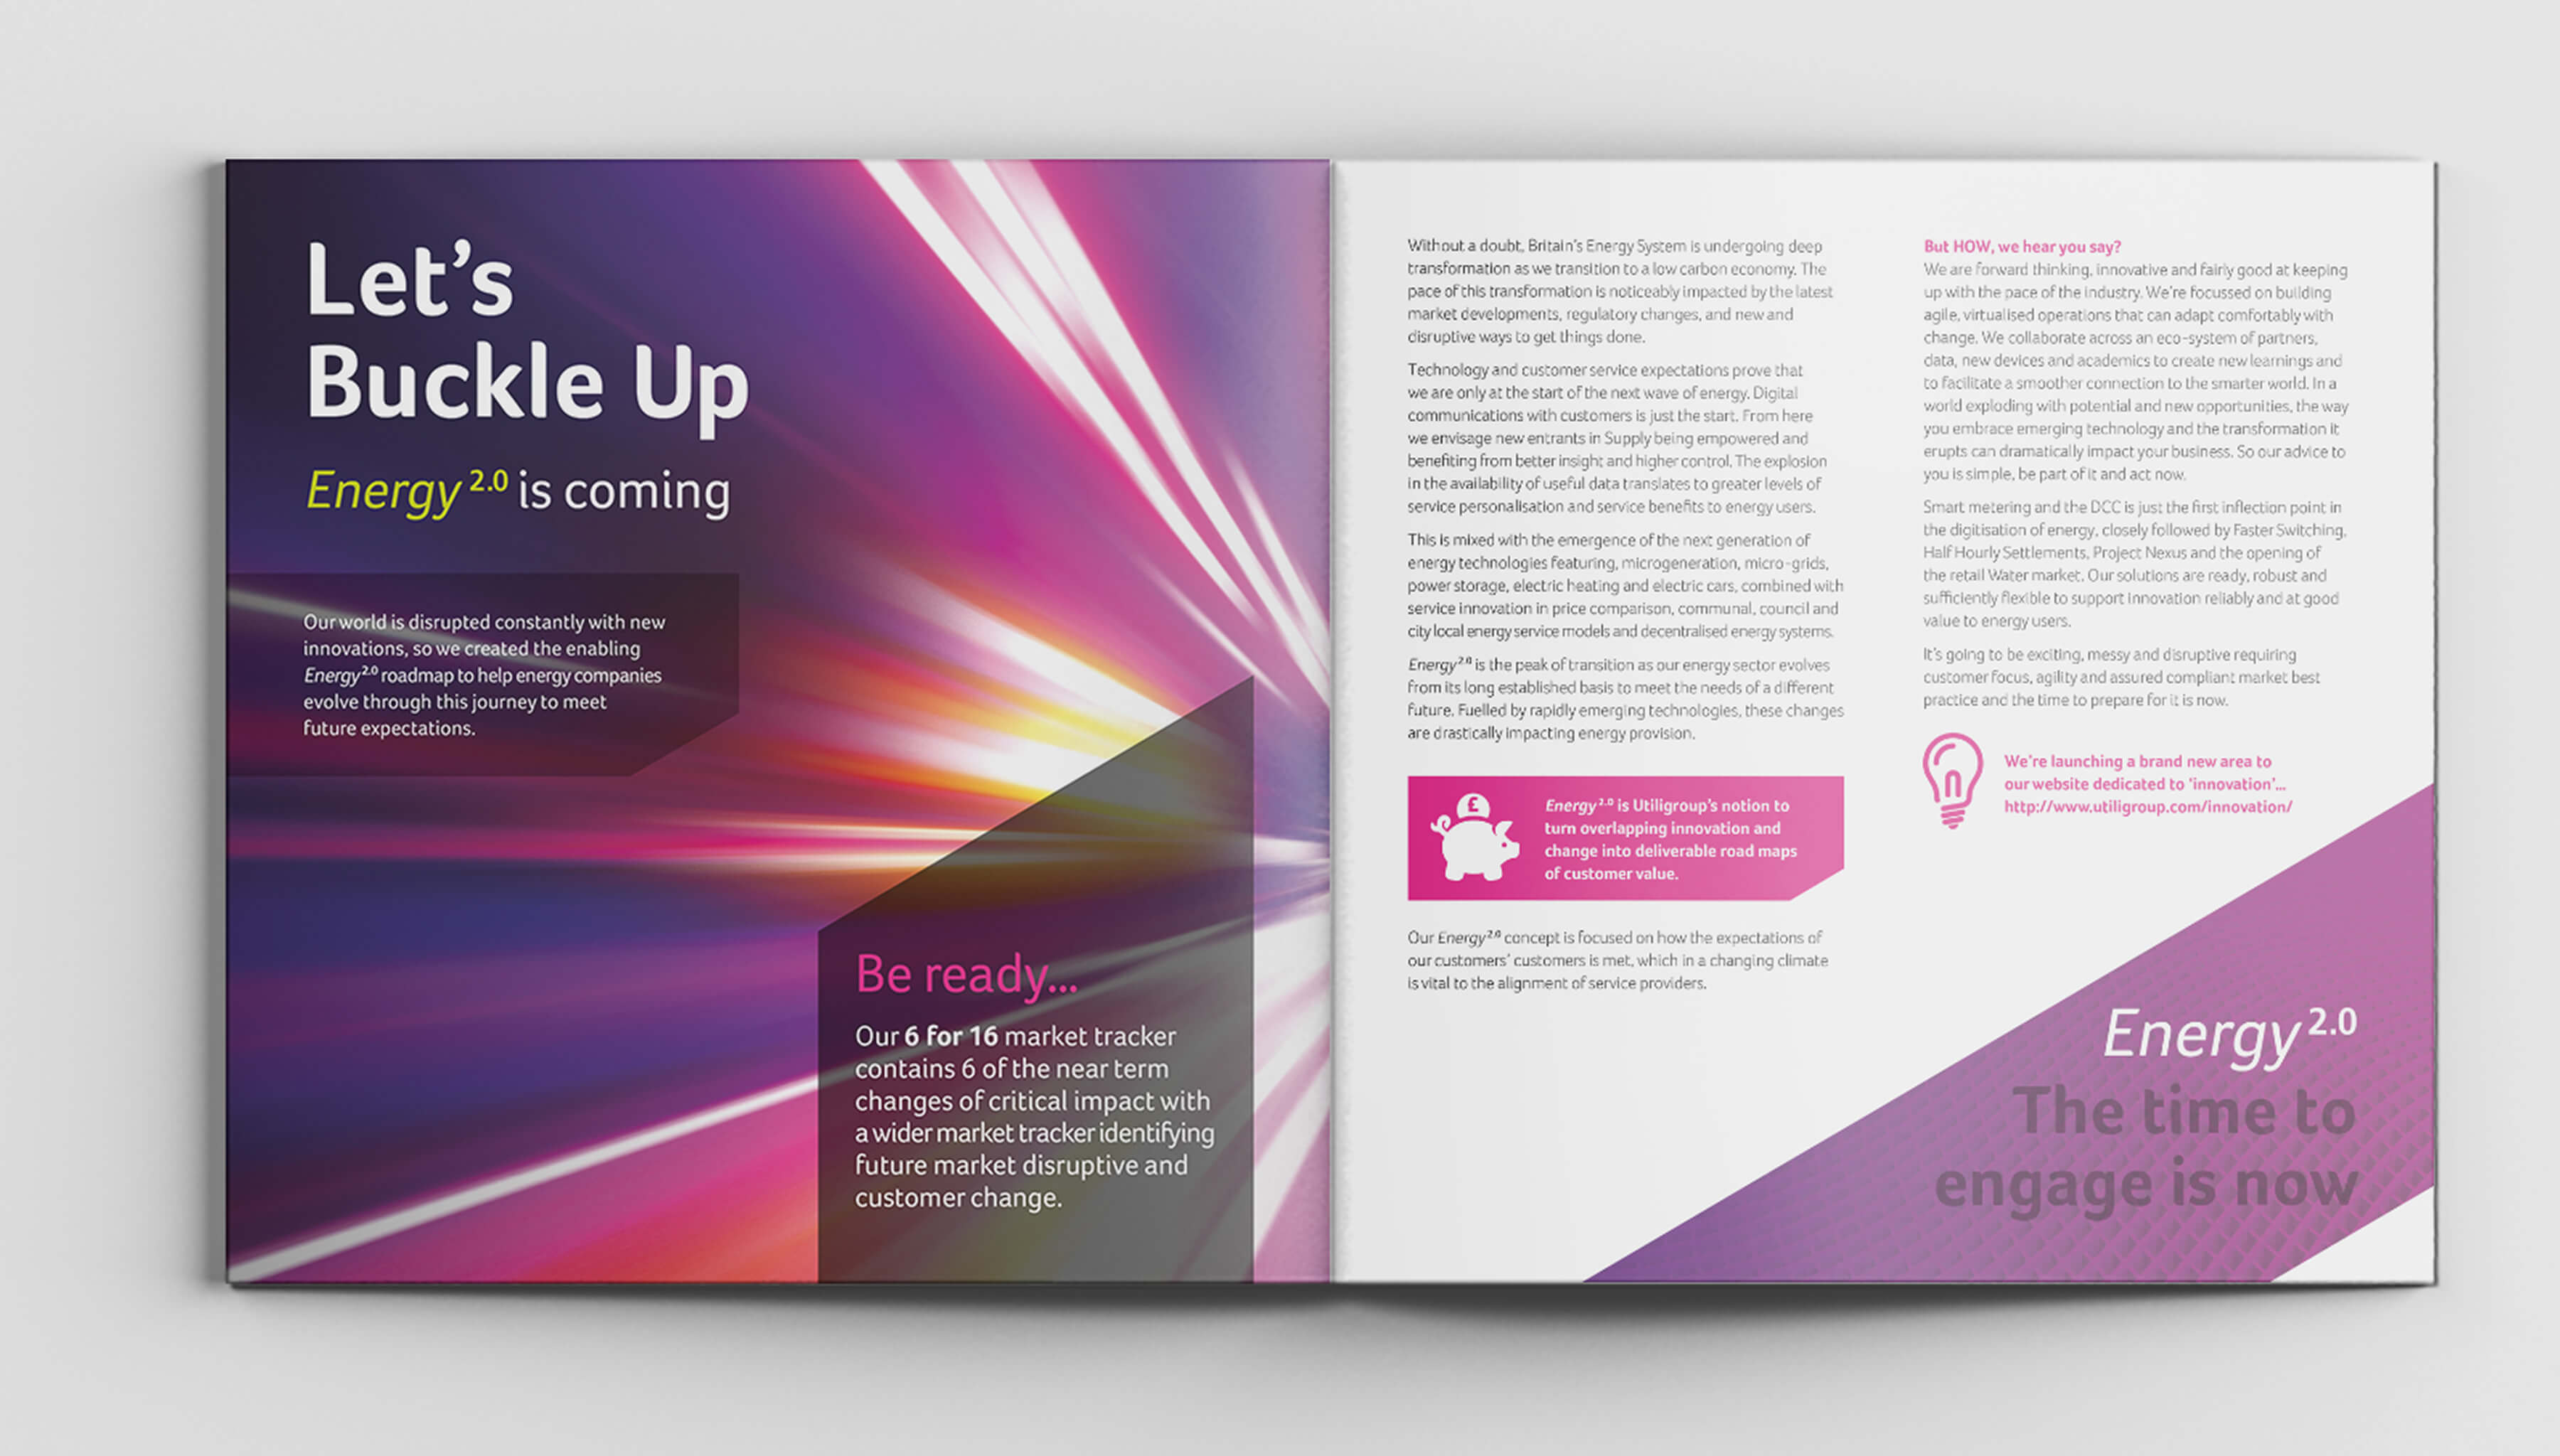 Let's
Buckle Up
Energy 2.0 is coming
Our world is disrupted constantly with new
innovations, so we created the enabling
Energy2.0 roadmap to help energy companies
evolve through this journey to meet
future expectations.
Be ready...
Our 6 for 16 market tracker
contains 6 of the near term
changes of critical impact with
a wider market tracker identifying
future market disruptive and
customer change.
Without a doubt, Britain's Energy System is undergoing deep
transformation as we transition to a low carbon economy. The
pace of this transformation is noticeably impacted by the latest
market developments, regulatory changes, and new and
disruptive ways to get things done.
Technology and customer service expectations prove that
we are only at the start of the next wave of energy. Digital
communications with customers is just the start. From here
we envisage new entrants in Supply being empowered and
benefiting from better insight and higher control. The explosion
in the availability of useful data translates to greater levels of
service personalisation and service benefits to energy users.
This is mixed with the emergence of the next generation of
energy technologies featuring, microgeneration, micro-grids,
power storage, electric heating and electric cars, combined with
service innovation in price comparison, communal, council and
city local energy service models and decentralised energy systems.
Energy2.0 is the peak of transition as our energy sector evolves
from its long established basis to meet the needs of a different
future. Fuelled by rapidly emerging technologies, these changes
are drastically impacting energy provision.
£
Energy2.0 is Utiligroup's notion to
turn overlapping innovation and
change into deliverable road maps
of customer value.
Our Energy2.0 concept is focused on how the expectations of
our customers' customers is met, which in a changing climate
is vital to the alignment of service providers.
But HOW, we hear you say?
We are forward thinking, innovative and fairly good at keeping
up with the pace of the industry. We're focussed on building
agile, virtualised operations that can adapt comfortably with
change. We collaborate across an eco-system of partners,
data, new devices and academics to create new learnings and
to facilitate a smoother connection to the smarter world. In a
world exploding with potential and new opportunities, the way
you embrace emerging technology and the transformation it
erupts can dramatically impact your business. So our advice to
you is simple, be part of it and act now.
Smart metering and the DCC is just the first inflection point in
the digitisation of energy, closely followed by Faster Switching,
Half Hourly Settlements, Project Nexus and the opening of
the retail Water market. Our solutions are ready, robust and
sufficiently flexible to support innovation reliably and at good
value to energy users.
It's going to be exciting, messy and disruptive requiring
customer focus, agility and assured compliant market best
practice and the time to prepare for it is now.
We're launching a brand new area to
our website dedicated to 'innovation'...
http://www.utiligroup.com/innovation/
Energy 2.0
The time to
engage is now